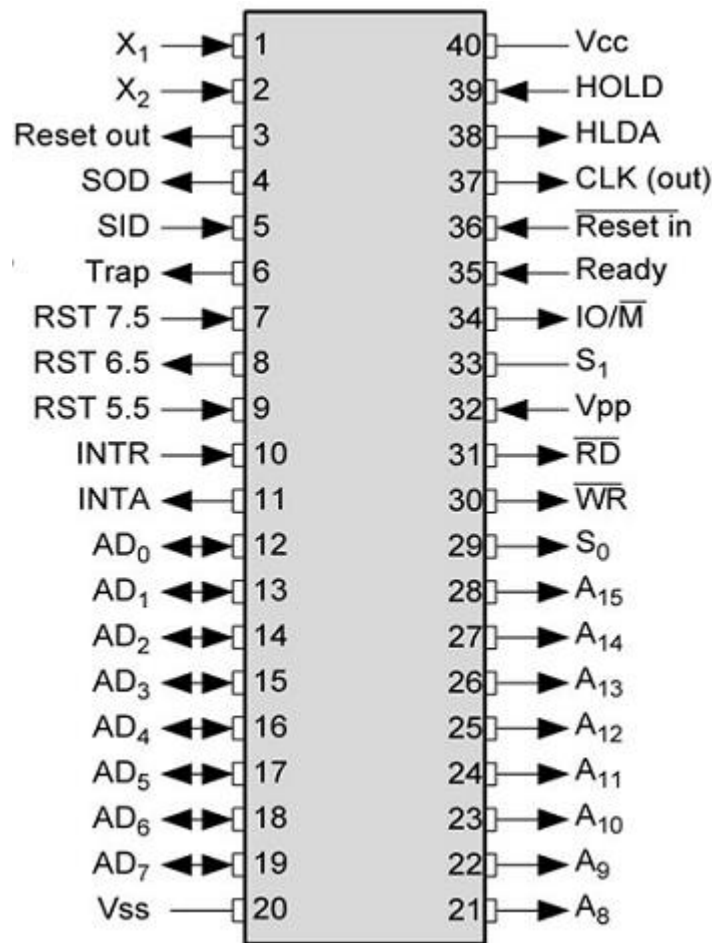 X₁ 1 40 Vcc
X₂ 2 39 HOLD
Reset out 3 38 HLDA
SOD 4 37 CLK (out)
SID 5 36 R̅e̅s̅e̅t̅ ̅i̅n̅
Trap 6 35 Ready
RST 7.5 7 34 IO/M̅
RST 6.5 8 33 S₁
RST 5.5 9 32 Vpp
INTR 10 31 R̅D̅
INTA 11 30 W̅R̅
AD₀ 12 29 S₀
AD₁ 13 28 A₁₅
AD₂ 14 27 A₁₄
AD₃ 15 26 A₁₃
AD₄ 16 25 A₁₂
AD₅ 17 24 A₁₁
AD₆ 18 23 A₁₀
AD₇ 19 22 A₉
Vss 20 21 A₈